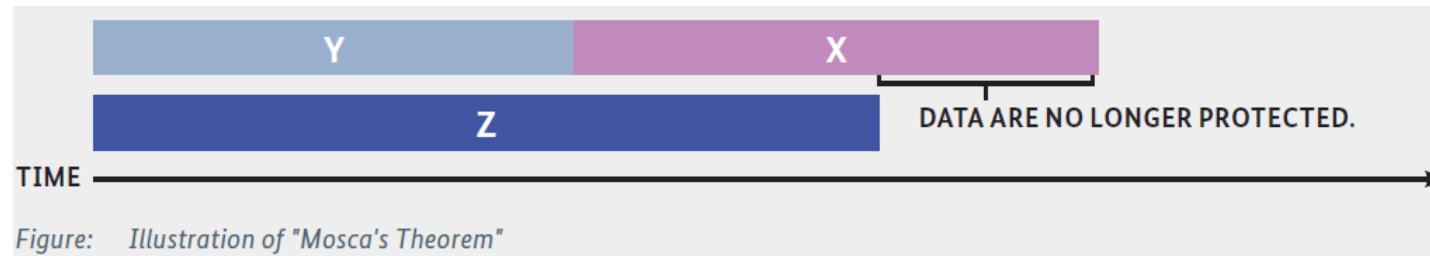 Y X
Z
DATA ARE NO LONGER PROTECTED.
TIME
Figure: Illustration of "Mosca's Theorem"